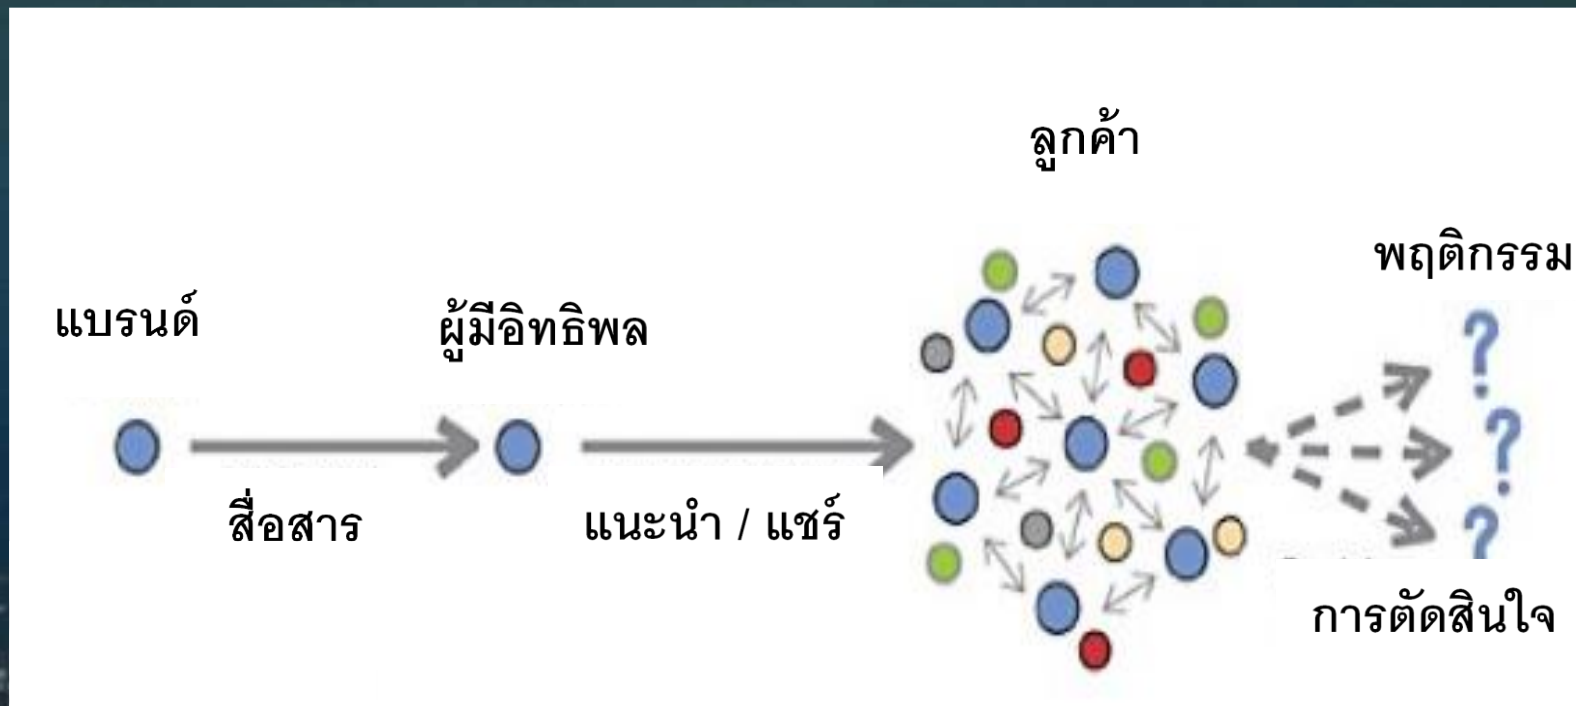 ลูกค้า
พฤติกรรม
แบรนด์
ผู้มีอิทธิพล
สื่อสาร
แนะนำ / แชร์
? 
?
?
การตัดสินใจ